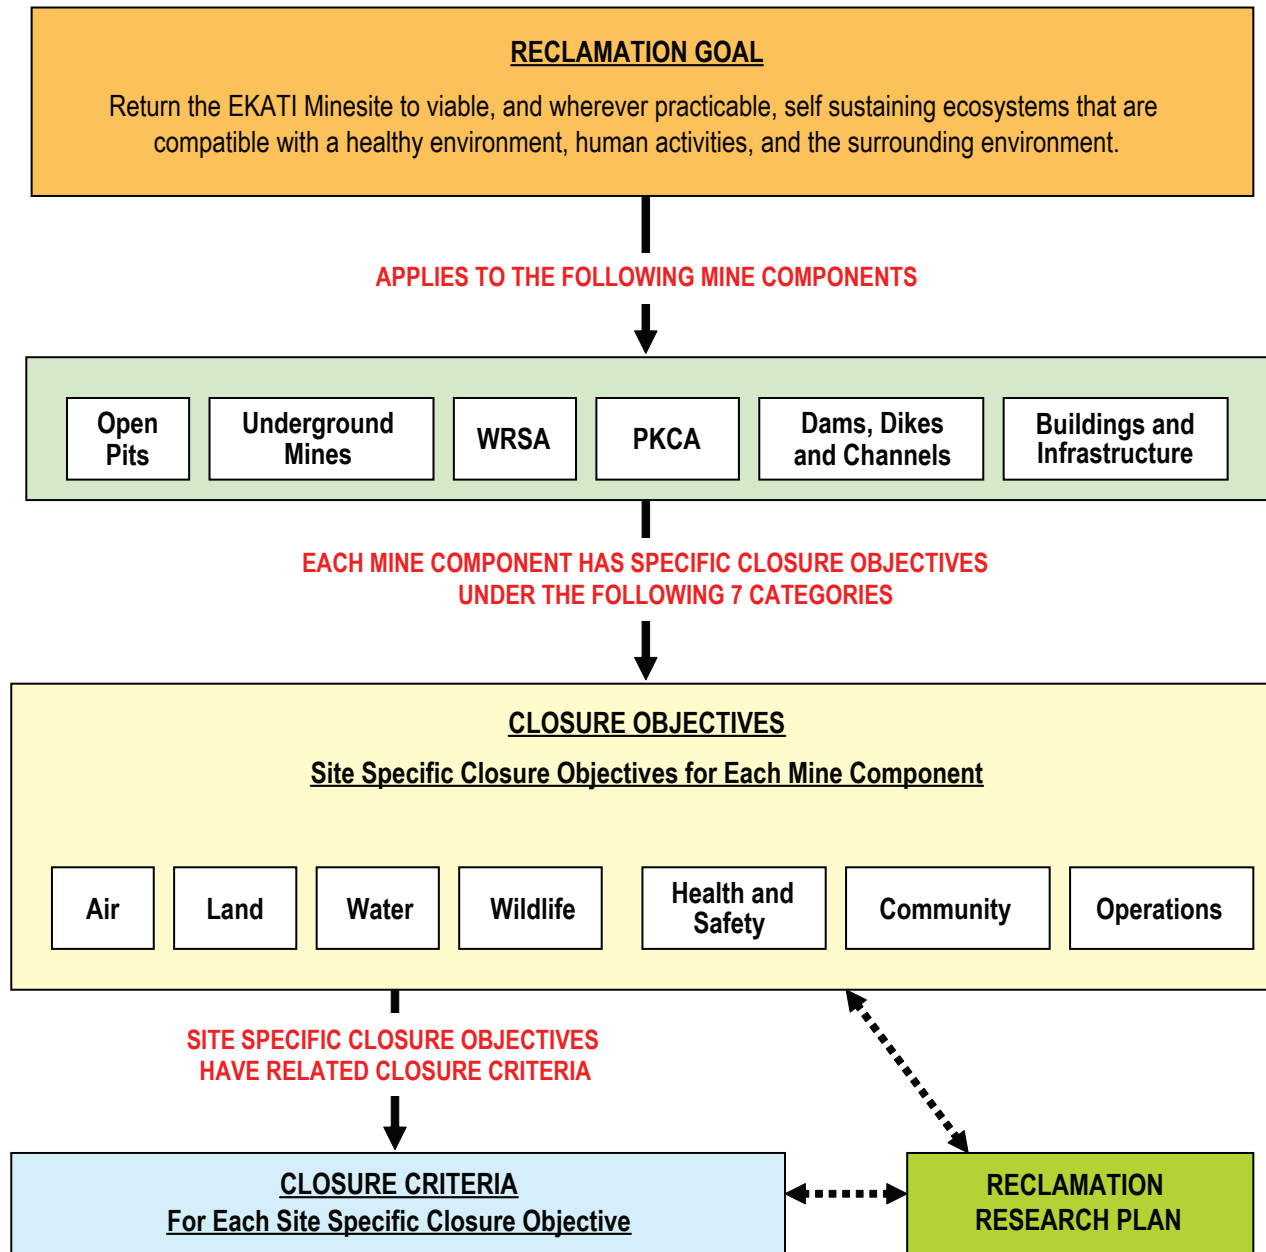 RECLAMATION GOAL
Return the EKATI Minesite to viable, and wherever practicable, self sustaining ecosystems that are
compatible with a healthy environment, human activities, and the surrounding environment.
APPLIES TO THE FOLLOWING MINE COMPONENTS
Open
Pits
Underground
Mines
WRSA
PKCA
Dams, Dikes
and Channels
Buildings and
Infrastructure
EACH MINE COMPONENT HAS SPECIFIC CLOSURE OBJECTIVES
UNDER THE FOLLOWING 7 CATEGORIES
CLOSURE OBJECTIVES
Site Specific Closure Objectives for Each Mine Component
Air
Land
Water
Wildlife
Health and
Safety
Community
Operations
SITE SPECIFIC CLOSURE OBJECTIVES
HAVE RELATED CLOSURE CRITERIA
CLOSURE CRITERIA
For Each Site Specific Closure Objective
RECLAMATION
RESEARCH PLAN